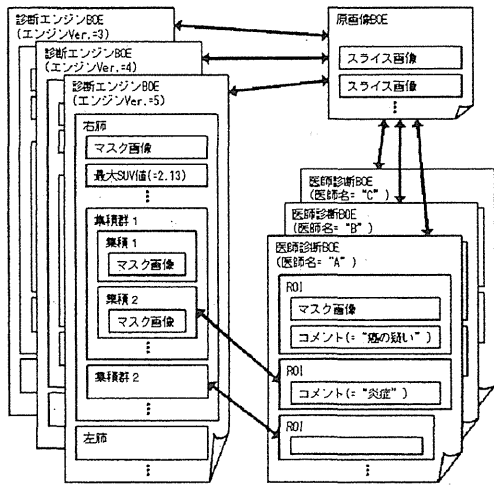 診断エンジンBOE
(エンジンVer.=3)
診断エンジンBOE
(エンジンVer.=4)
診断エンジンBOE
(エンジンVer.=5)
右肺
マスク画像
最大SUV値(=2.13)
集積群1
集積1
マスク画像
集積2
マスク画像
集積群2
左肺
原画像BOE
スライス画像
スライス画像
医師診断BOE
(医師名="C")
医師診断BOE
(医師名="B")
医師診断BOE
(医師名="A")
ROI
マスク画像
コメント(="癌の疑い")
ROI
コメント(="炎症")
ROI